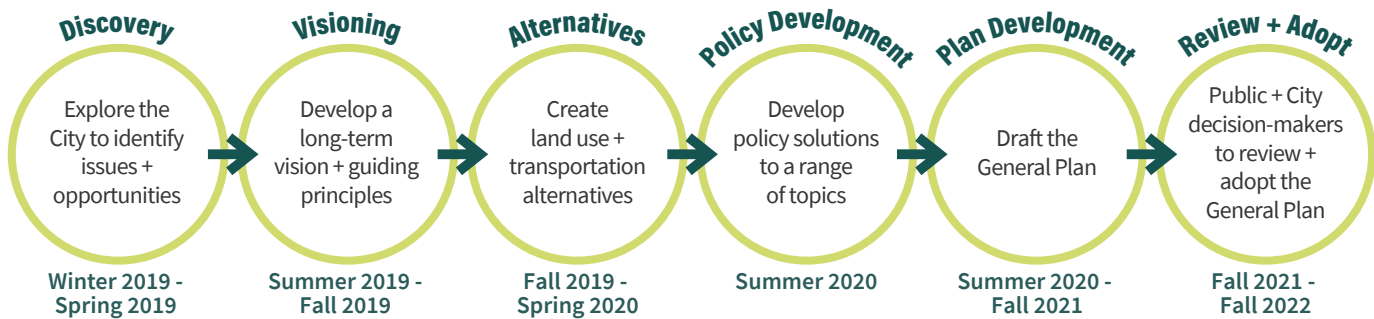 Discovery
Explore the
City to identify
issues +
opportunities
Winter 2019 -
Spring 2019
Visioning
Develop a
long-term
vision + guiding
principles
Summer 2019 -
Fall 2019
Alternatives
Create
land use +
transportation
alternatives
Fall 2019 -
Spring 2020
Policy Development
Develop
policy solutions
to a range
of topics
Summer 2020
Plan Development
Draft the
General Plan
Summer 2020 -
Fall 2021
Review + Adopt
Public + City
decision-makers
to review +
adopt the
General Plan
Fall 2021 -
Fall 2022